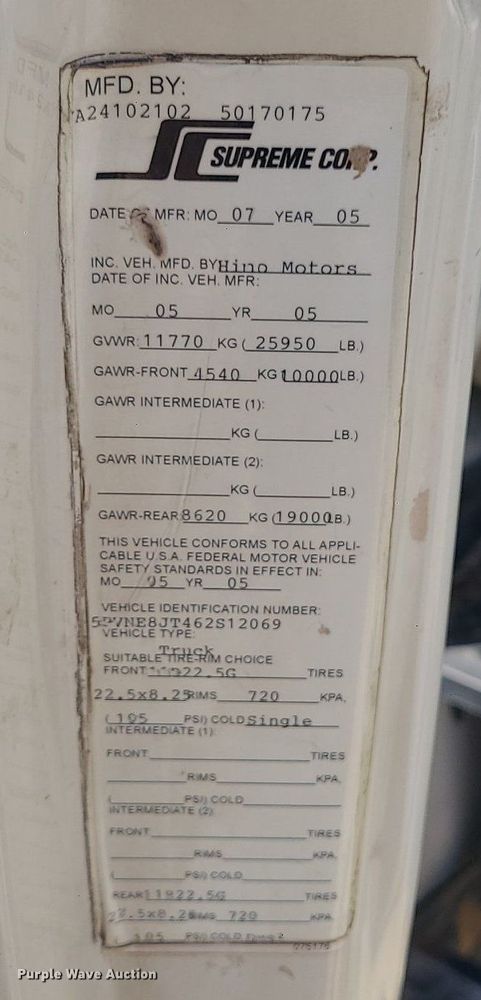 MFD. BY:
A24102102 50170175
SUPREME CORP.
DATE OF MFR: MO 07 YEAR 05
INC. VEH. MFD. BY Hino Motors
DATE OF INC. VEH. MFR:
MO 05 YR 05
GVWR: 11770 KG ( 25950 LB.)
GAWR-FRONT 4540 KG 10000 LB.)
GAWR INTERMEDIATE (1):
KG ( LB.)
GAWR INTERMEDIATE (2):
KG ( LB.)
GAWR-REAR 8620 KG (19000 LB.)
THIS VEHICLE CONFORMS TO ALL APPLI-
CABLE U.S.A. FEDERAL MOTOR VEHICLE
SAFETY STANDARDS IN EFFECT IN:
MO 05 YR 05
VEHICLE IDENTIFICATION NUMBER:
5PVNE8JT462S12069
VEHICLE TYPE:
Truck
SUITABLE TIRE-RIM CHOICE
FRONT 22.5G TIRES
22.5x8.25 RIMS 720 KPA,
( 105 PSI) COLD Single
INTERMEDIATE (1):
FRONT TIRES
RIMS KPA,
( PSI) COLD
INTERMEDIATE (2)
FRONT TIRES
RIMS KPA,
( PSI) COLD
REAR 11R22.5G TIRES
22.5x8.25 RIMS 720 KPA
105 PSI) COLD
075176
Purple Wave Auction